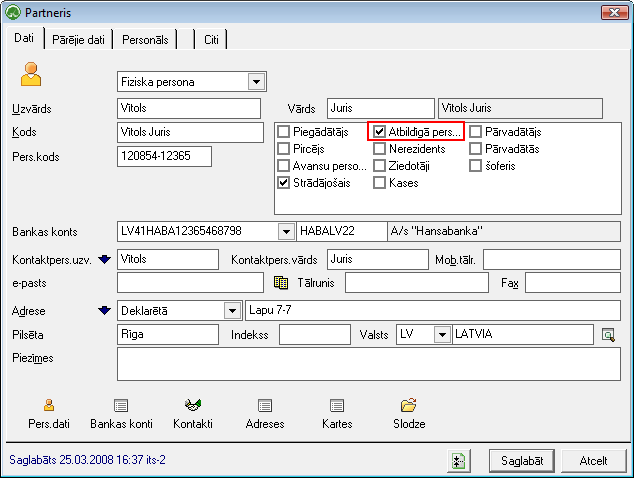 Partneris
Dati Pārējie dati Personāls Citi
Fiziska persona
Uzvārds Vītols Vārds Juris Vītols Juris
Kods Vītols Juris
Pers.kods 120854-12365
Piegādātājs Atbildīgā pers... Pārvadātājs
Pircējs Nerezidents Pārvadātās
Avansu perso... Ziedotāji šoferis
Strādājošais Kases
Bankas konts LV41HABA12365468798 HABALV22 A/s "Hansabanka"
Kontaktpers.uzv. Vītols Kontaktpers.vārds Juris Mob.tālr.
e-pasts Tālrunis Fax
Adrese Deklarētā Lapu 7-7
Pilsēta Rīga Indekss Valsts LV LATVIA
Piezīmes
Pers.dati Bankas konti Kontakti Adreses Kartes Slodze
Saglabāts 25.03.2008 16:37 its-2 Saglabāt Atcelt